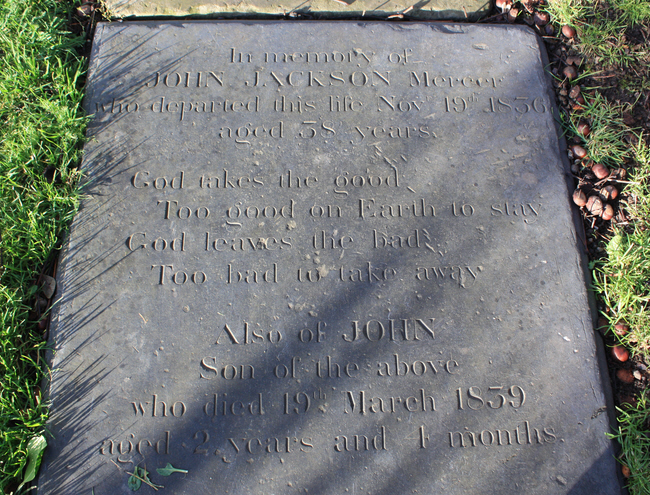 In memory of
JOHN JACKSON Mercer
who departed this life Nov 19th 1836
aged 38 years.
God takes the good
Too good on Earth to stay
God leaves the bad
Too bad to take away
Also of JOHN
Son of the above
who died 19th March 1839
aged 2 years and 4 months.